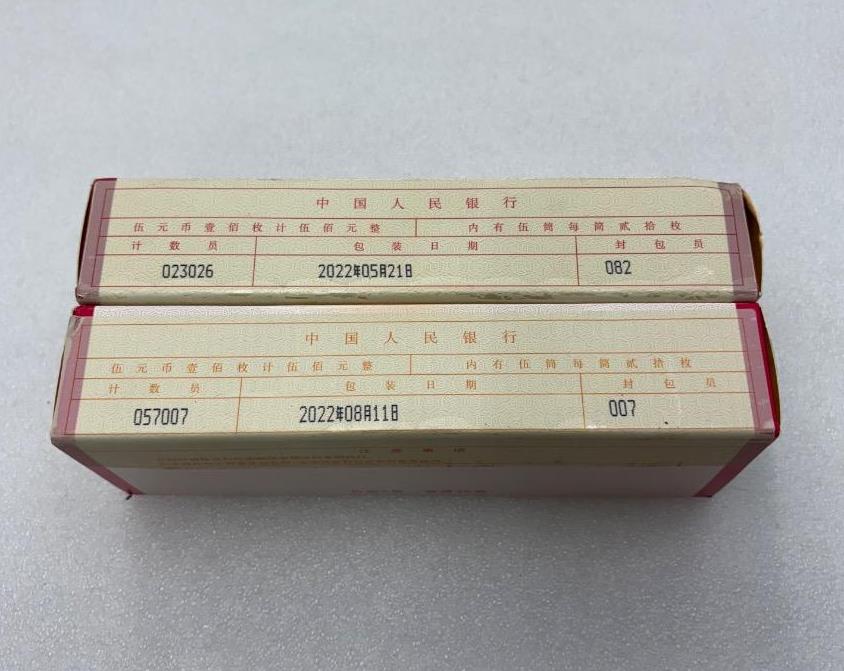 中国人民银行
伍元币壹佰枚计伍佰元整 内有伍筒每筒贰拾枚
计数员 包装日期 封包员
023026 2022年05月21日 082
中国人民银行
伍元币壹佰枚计伍佰元整 内有伍筒每筒贰拾枚
计数员 包装日期 封包员
057007 2022年08月11日 007
注意事项